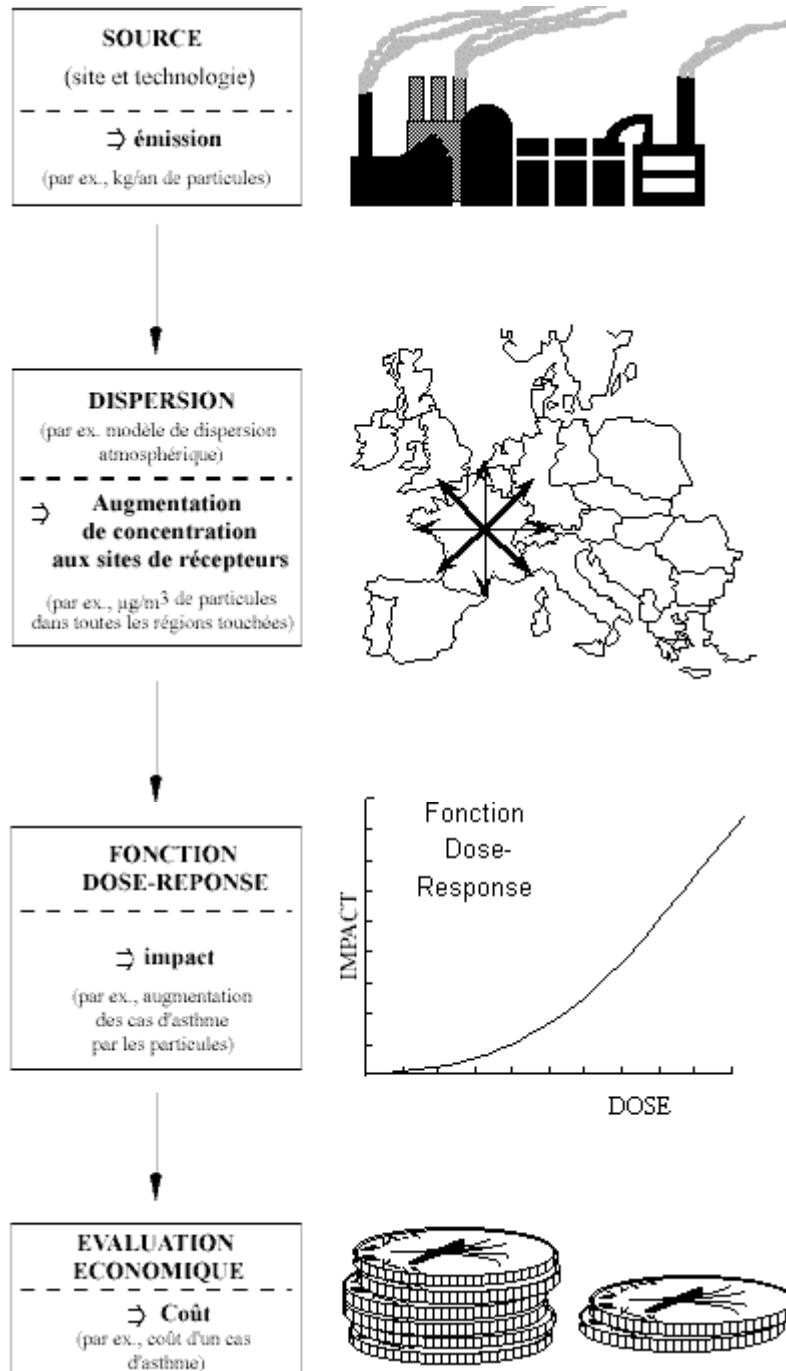 SOURCE
(site et technologie)
⊃ émission
(par ex., kg/an de particules)
DISPERSION
(par ex. modèle de dispersion
atmosphérique)
⊃ Augmentation
de concentration
aux sites de récepteurs
(par ex., µg/m³ de particules
dans toutes les régions touchées)
FONCTION
DOSE-REPONSE
⊃ impact
(par ex., augmentation
des cas d'asthme
par les particules)
Fonction
Dose-
Response
IMPACT
DOSE
EVALUATION
ECONOMIQUE
⊃ Coût
(par ex., coût d'un cas
d'asthme)